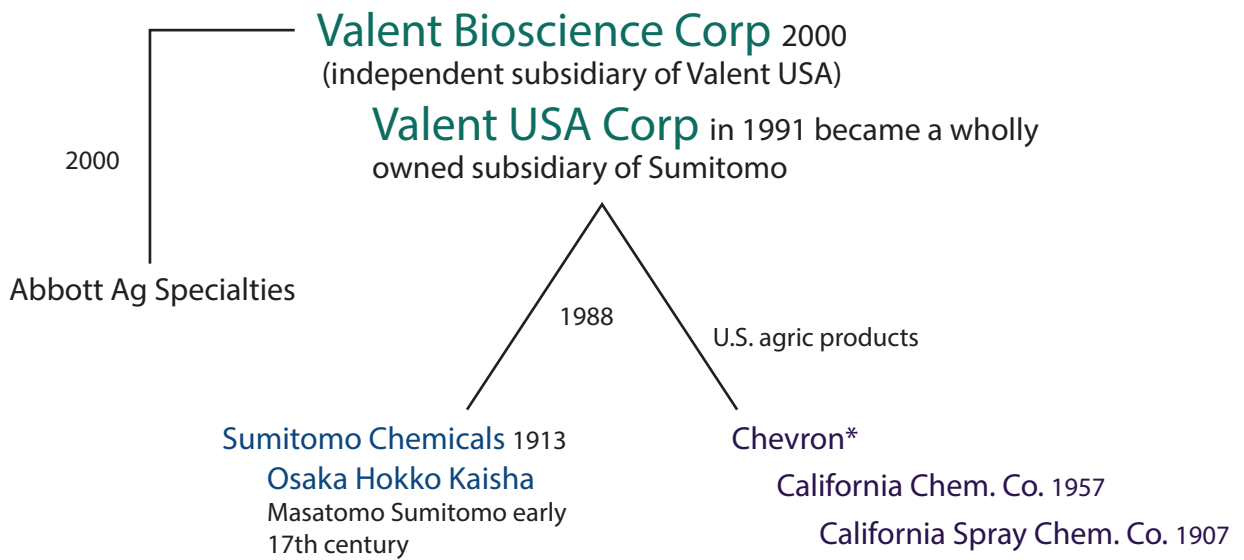 Valent Bioscience Corp 2000
(independent subsidiary of Valent USA)
Valent USA Corp in 1991 became a wholly
owned subsidiary of Sumitomo
2000
Abbott Ag Specialties
1988
U.S. agric products
Sumitomo Chemicals 1913
Osaka Hokko Kaisha
Masatomo Sumitomo early
17th century
Chevron*
California Chem. Co. 1957
California Spray Chem. Co. 1907